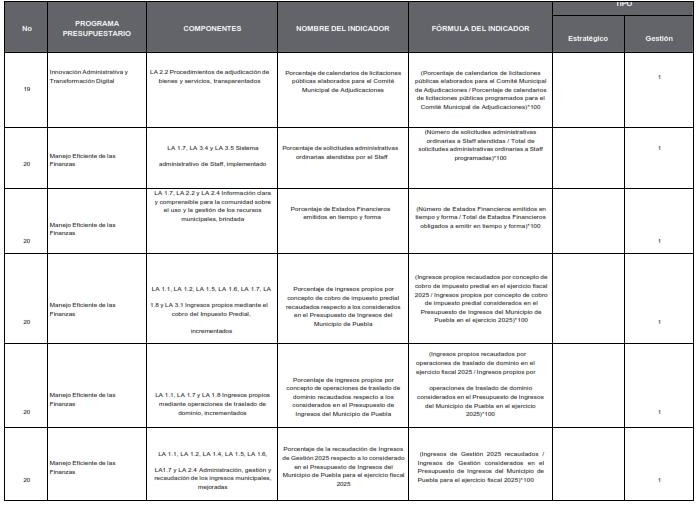 TIPO
No
PROGRAMA
PRESUPUESTARIO
COMPONENTES
NOMBRE DEL INDICADOR
FÓRMULA DEL INDICADOR
Estratégico
Gestión
19
Innovación Administrativa y
Transformación Digital
LA 2.2 Procedimientos de adjudicación de
bienes y servicios, transparentados
Porcentaje de calendarios de licitaciones
públicas elaborados para el Comité
Municipal de Adjudicaciones
(Porcentaje de calendarios de licitaciones
públicas elaborados para el Comité Municipal
de Adjudicaciones / Porcentaje de calendarios
de licitaciones públicas programados para el
Comité Municipal de Adjudicaciones)*100
1
20
Manejo Eficiente de las
Finanzas
LA 1.7, LA 3.4 y LA 3.5 Sistema
administrativo de Staff, implementado
Porcentaje de solicitudes administrativas
ordinarias atendidas por el Staff
(Número de solicitudes administrativas
ordinarias a Staff atendidas / Total de
solicitudes administrativas ordinarias a Staff
programadas)*100
1
20
Manejo Eficiente de las
Finanzas
LA 1.7, LA 2.2 y LA 2.4 Información clara
y comprensible para la comunidad sobre
el uso y la gestión de los recursos
municipales, brindada
Porcentaje de Estados Financieros
emitidos en tiempo y forma
(Número de Estados Financieros emitidos en
tiempo y forma / Total de Estados Financieros
obligados a emitir en tiempo y forma)*100
1
20
Manejo Eficiente de las
Finanzas
LA 1.1, LA 1.2, LA 1.5, LA 1.6, LA 1.7, LA
1.8 y LA 3.1 Ingresos propios mediante el
cobro del Impuesto Predial,
incrementados
Porcentaje de ingresos propios por
concepto de cobro de impuesto predial
recaudados respecto a los considerados
en el Presupuesto de Ingresos del
Municipio de Puebla
(Ingresos propios recaudados por concepto de
cobro de impuesto predial en el ejercicio fiscal
2025 / Ingresos propios por concepto de cobro
de impuesto predial considerados en el
Presupuesto de Ingresos del Municipio de
Puebla en el ejercicio 2025)*100
1
20
Manejo Eficiente de las
Finanzas
LA 1.1, LA 1.7 y LA 1.8 Ingresos propios
mediante operaciones de traslado de
dominio, incrementados
Porcentaje de ingresos propios por
concepto de operaciones de traslado de
dominio recaudados respecto a los
considerados en el Presupuesto de
Ingresos del Municipio de Puebla
(Ingresos propios recaudados por
operaciones de traslado de dominio en el
ejercicio fiscal 2025 / Ingresos propios por
operaciones de traslado de dominio
considerados en el Presupuesto de Ingresos
del Municipio de Puebla en el ejercicio
2025)*100
1
20
Manejo Eficiente de las
Finanzas
LA 1.1, LA 1.2, LA 1.4, LA 1.5, LA 1.6,
LA1.7 y LA 2.4 Administración, gestión y
recaudación de los ingresos municipales,
mejoradas
Porcentaje de la recaudación de Ingresos
de Gestión 2025 respecto a lo considerado
en el Presupuesto de Ingresos del
Municipio de Puebla para el ejercicio fiscal
2025
(Ingresos de Gestión 2025 recaudados /
Ingresos de Gestión considerados en el
Presupuesto de Ingresos del Municipio de
Puebla para el ejercicio fiscal 2025)*100
1